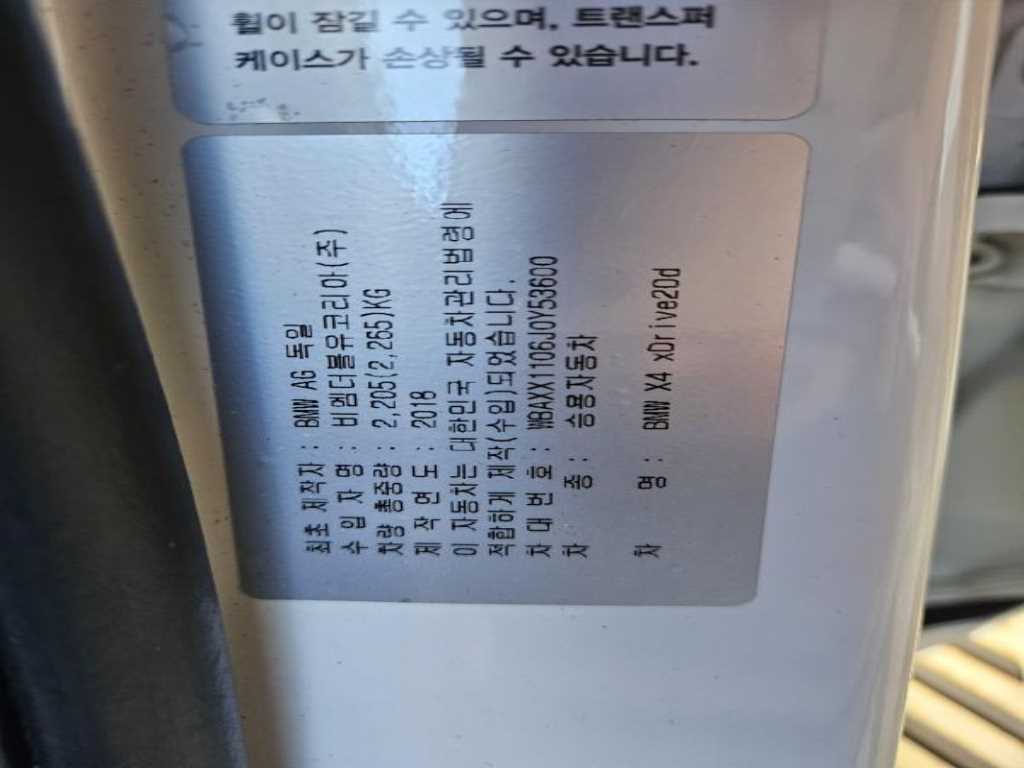 휠이 잠길 수 있으며, 트랜스퍼
케이스가 손상될 수 있습니다.
최초 제작자 : BMW AG 독일
수 입 자 명 : 비엠더블유코리아(주)
차량 총중량 : 2,205(2,265)KG
제 작 연 도 : 2018
이 자동차는 대한민국 자동차관리법령에
적합하게 제작(수입)되었습니다.
차 대 번 호 : WBAXX1106J0Y53600
차 종 : 승용자동차
차 명 : BMW X4 xDrive20d